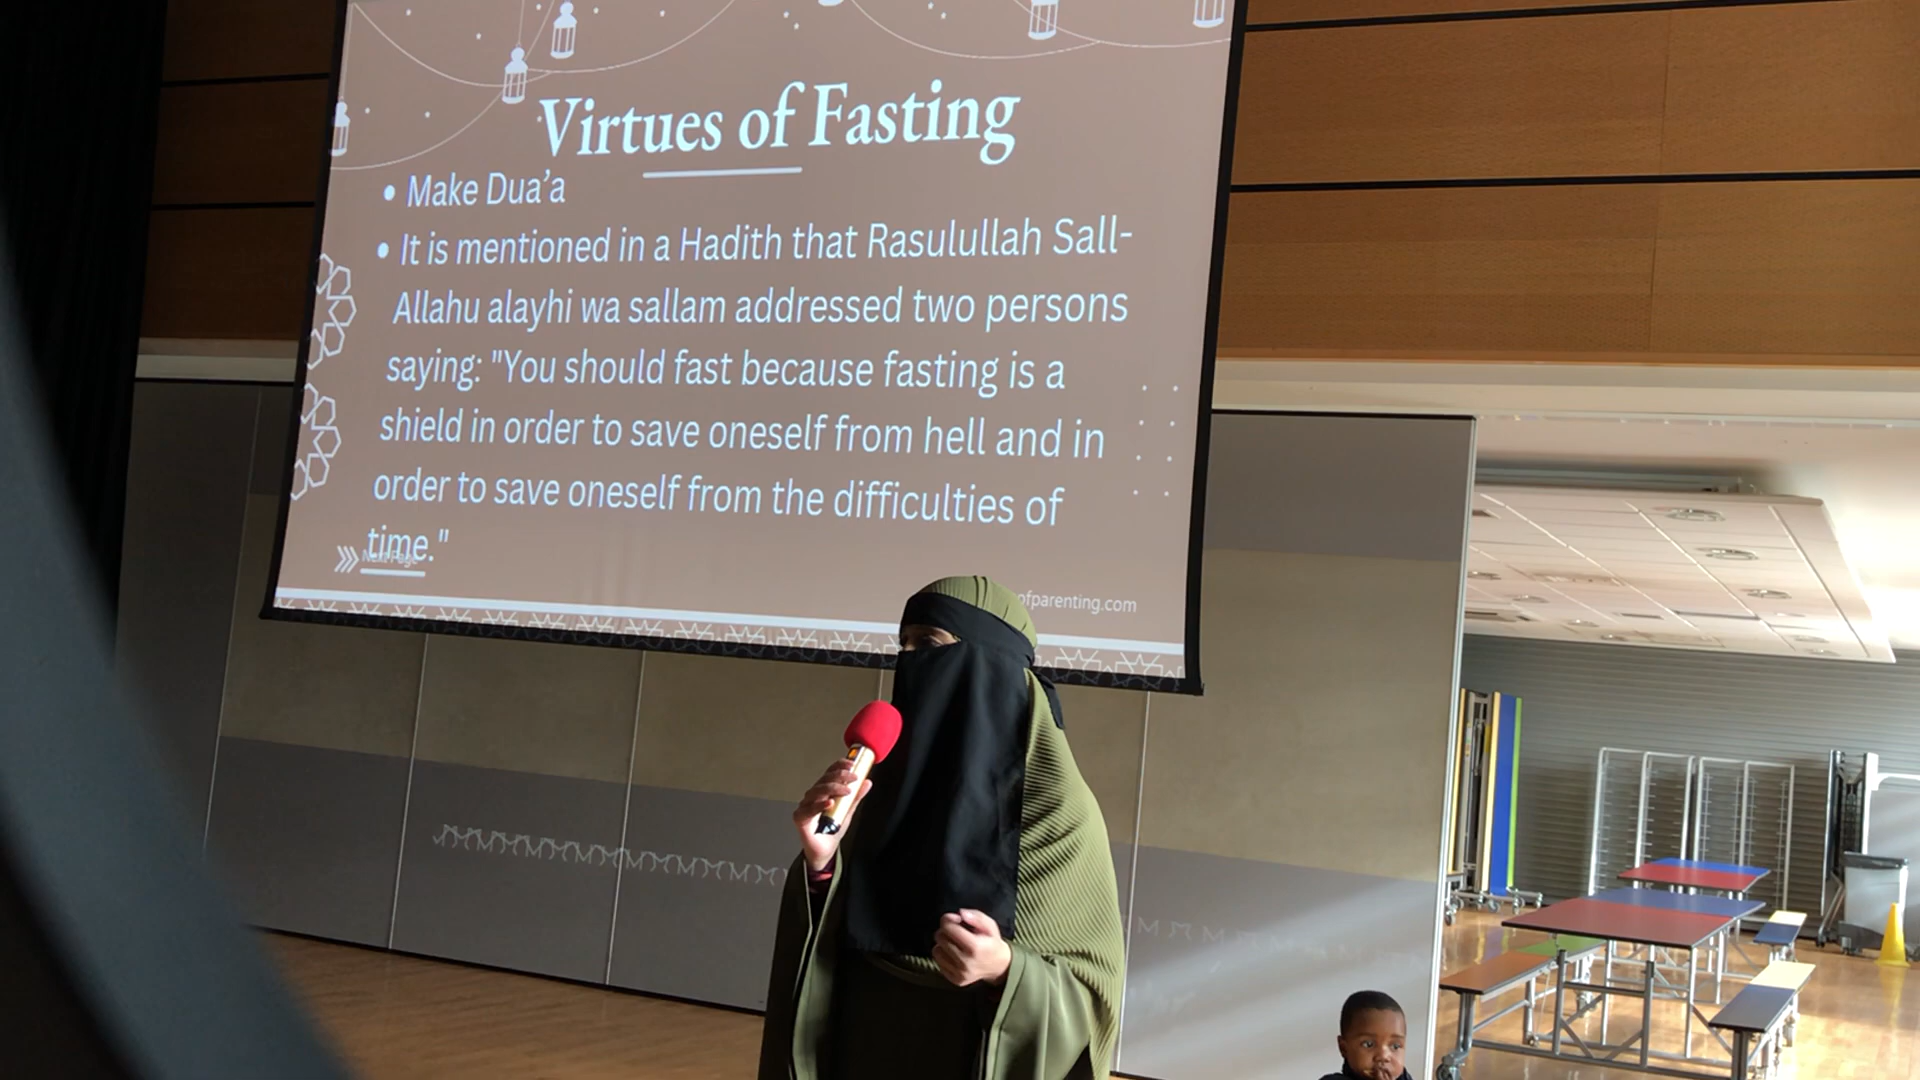 Virtues of Fasting
• Make Dua’a
• It is mentioned in a Hadith that Rasulullah Sall-
Allahu alayhi wa sallam addressed two persons
saying: "You should fast because fasting is a
shield in order to save oneself from hell and in
order to save oneself from the difficulties of
time."
Next Page
ofparenting.com